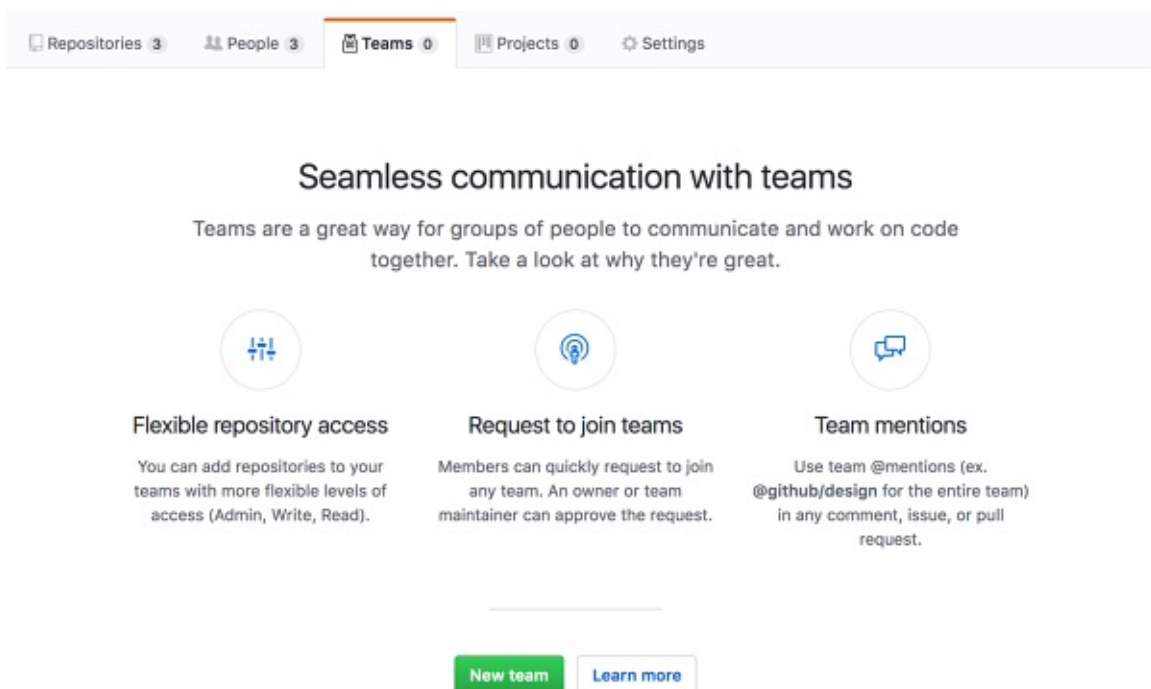 Repositories 3 People 3 Teams 0 Projects 0 Settings
Seamless communication with teams
Teams are a great way for groups of people to communicate and work on code
together. Take a look at why they're great.
Flexible repository access
You can add repositories to your
teams with more flexible levels of
access (Admin, Write, Read).
Request to join teams
Members can quickly request to join
any team. An owner or team
maintainer can approve the request.
Team mentions
Use team @mentions (ex.
@github/design for the entire team)
in any comment, issue, or pull
request.
New team Learn more